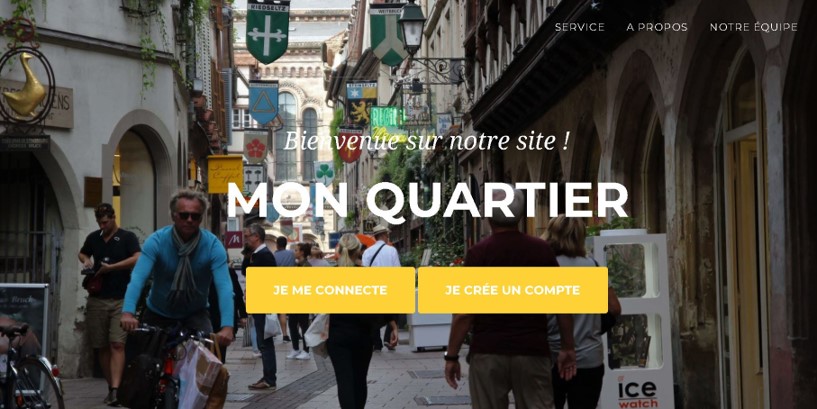 SERVICE A PROPOS NOTRE ÉQUIPE
Bienvenue sur notre site !
MON QUARTIER
JE ME CONNECTE JE CRÉE UN COMPTE
ice
watch